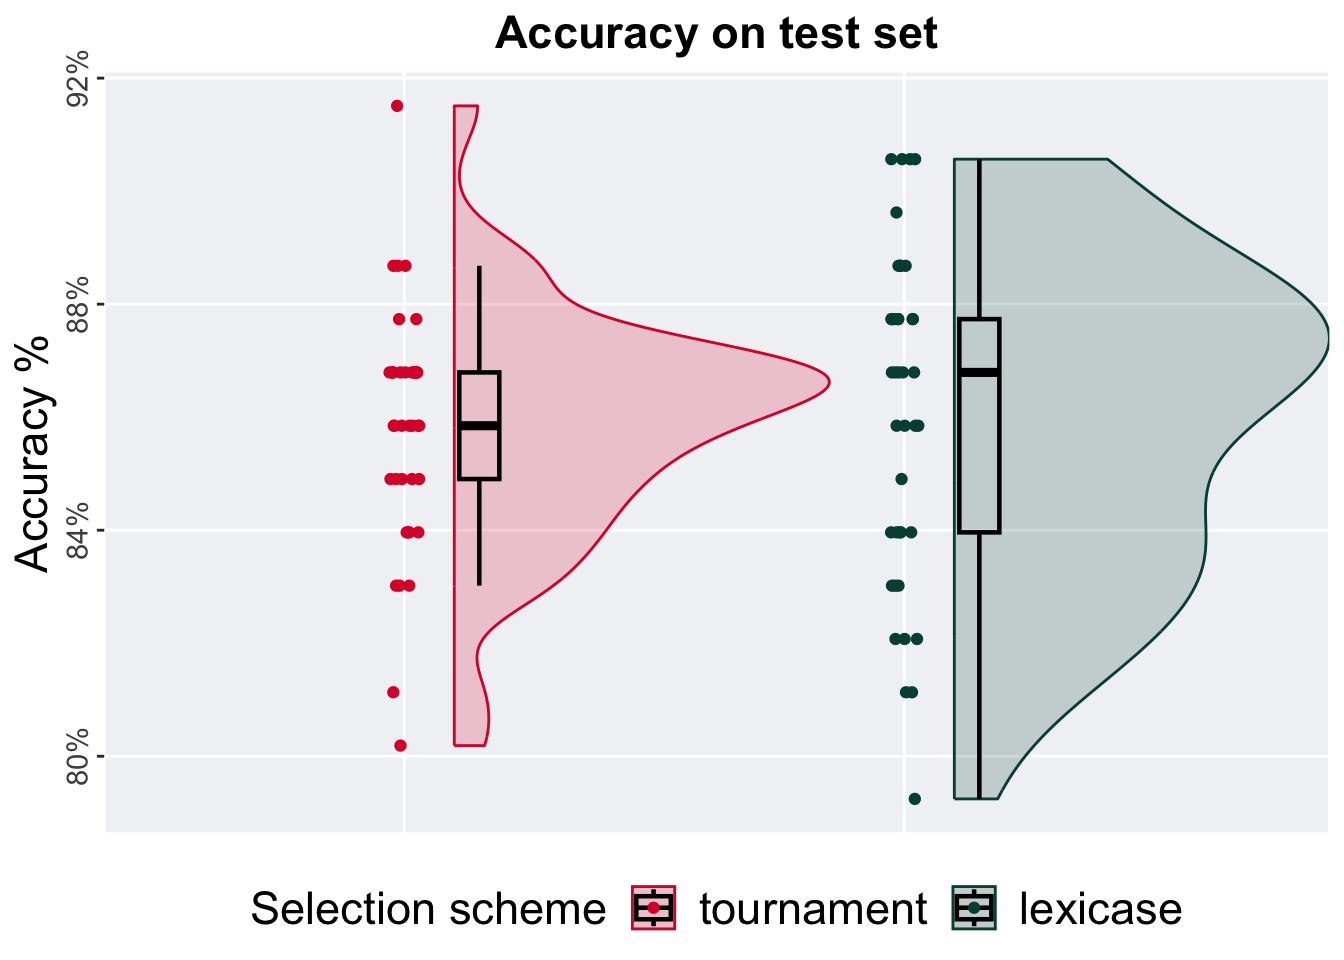 Accuracy on test set
Accuracy %
92%
88%
84%
80%
Selection scheme tournament lexicase